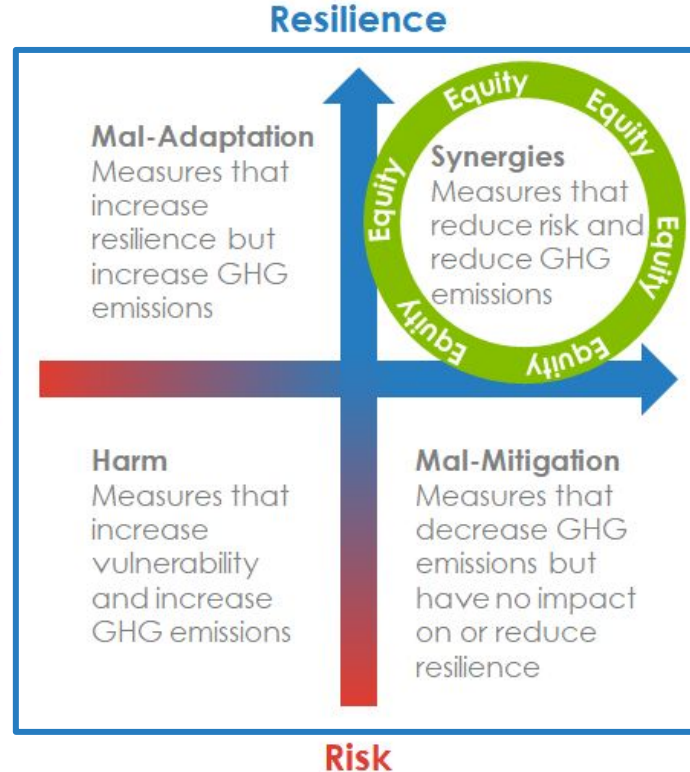 Resilience
Mal-Adaptation
Measures that
increase
resilience but
increase GHG
emissions
Equity
Equity
Equity
Equity
Equity
Equity
Synergies
Measures that
reduce risk and
reduce GHG
emissions
Harm
Measures that
increase
vulnerability
and increase
GHG emissions
Mal-Mitigation
Measures that
decrease GHG
emissions but
have no impact
on or reduce
resilience
Risk